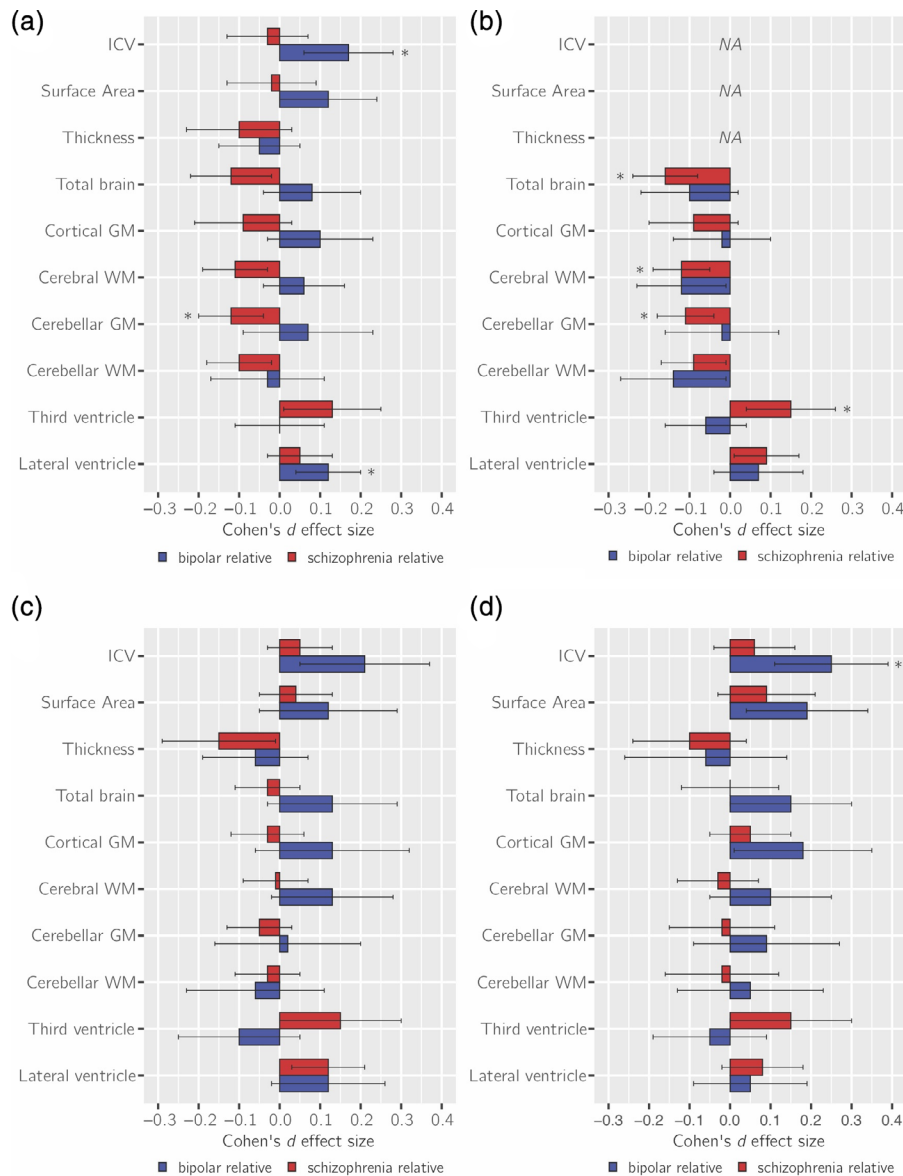 (a)
ICV
*
Surface Area
Thickness
Total brain
Cortical GM
Cerebral WM
Cerebellar GM
*
Cerebellar WM
Third ventricle
Lateral ventricle
*
−0.3 −0.2 −0.1 0.0 0.1 0.2 0.3 0.4
Cohen's d effect size
bipolar relative schizophrenia relative
(b)
ICV
NA
Surface Area
NA
Thickness
NA
Total brain
*
Cortical GM
Cerebral WM
*
Cerebellar GM
*
Cerebellar WM
Third ventricle
*
Lateral ventricle
−0.3 −0.2 −0.1 0.0 0.1 0.2 0.3 0.4
Cohen's d effect size
bipolar relative schizophrenia relative
(c)
ICV
Surface Area
Thickness
Total brain
Cortical GM
Cerebral WM
Cerebellar GM
Cerebellar WM
Third ventricle
Lateral ventricle
−0.3 −0.2 −0.1 0.0 0.1 0.2 0.3 0.4
Cohen's d effect size
bipolar relative schizophrenia relative
(d)
ICV
*
Surface Area
Thickness
Total brain
Cortical GM
Cerebral WM
Cerebellar GM
Cerebellar WM
Third ventricle
Lateral ventricle
−0.3 −0.2 −0.1 0.0 0.1 0.2 0.3 0.4
Cohen's d effect size
bipolar relative schizophrenia relative